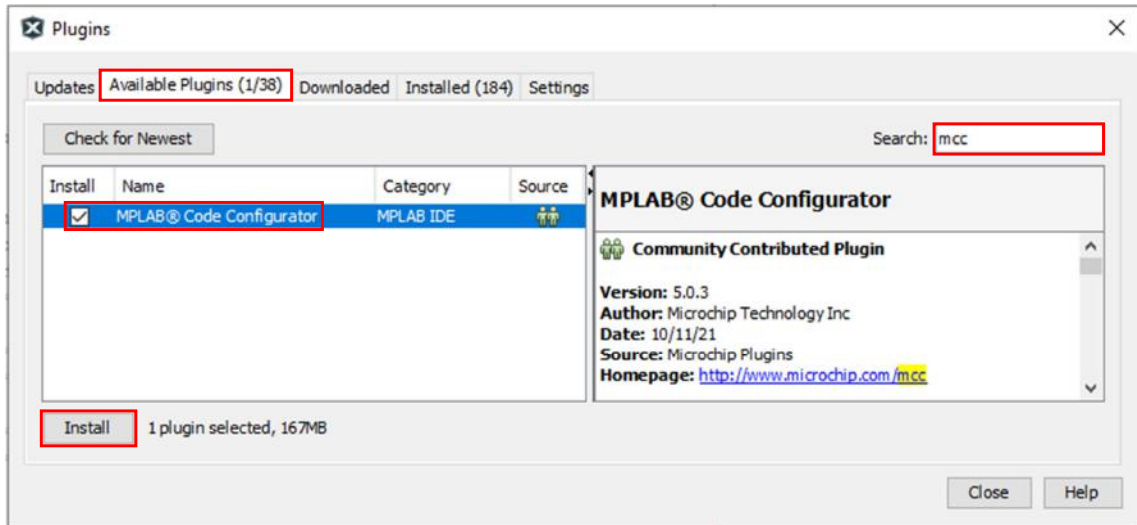 Plugins
Updates Available Plugins (1/38) Downloaded Installed (184) Settings
Check for Newest
Search: mcc
Install Name Category Source
MPLAB® Code Configurator MPLAB IDE
MPLAB® Code Configurator
Community Contributed Plugin
Version: 5.0.3
Author: Microchip Technology Inc
Date: 10/11/21
Source: Microchip Plugins
Homepage: http://www.microchip.com/mcc
Install 1 plugin selected, 167MB
Close Help